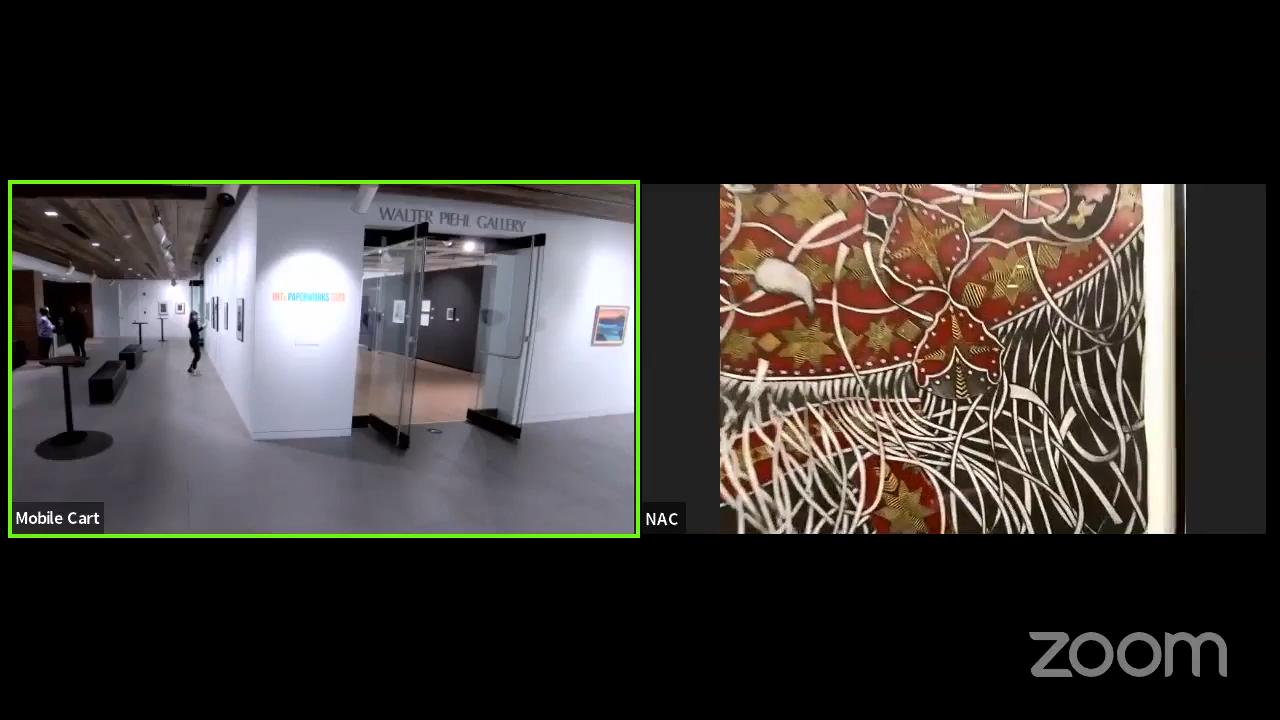 WALTER PIEHL GALLERY
PAPERWORKS
Mobile Cart
NAC
zoom